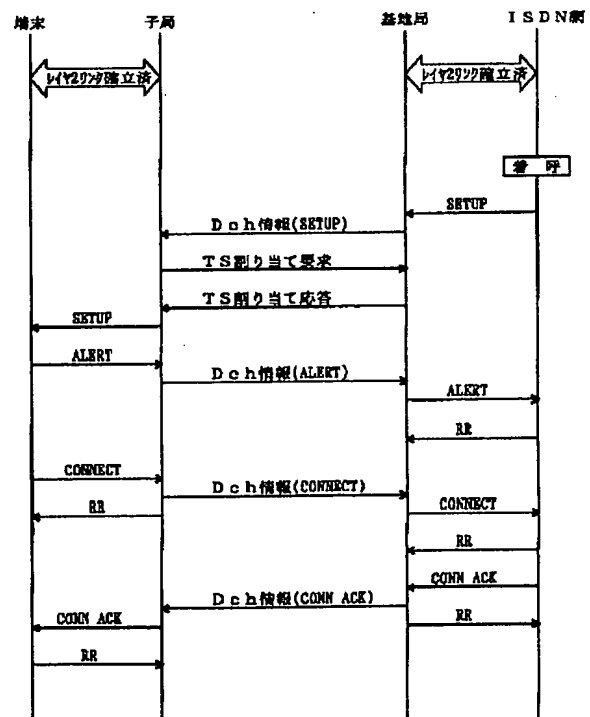 端末 子局 基地局 ISDN網
レイヤ2リンク確立済 レイヤ2リンク確立済
着 呼
SETUP
Dch情報(SETUP)
TS割り当て要求
TS割り当て応答
SETUP
ALERT
Dch情報(ALERT)
ALERT
RR
CONNECT
Dch情報(CONNECT)
RR
CONNECT
RR
CONN ACK
Dch情報(CONN ACK)
CONN ACK
RR
RR